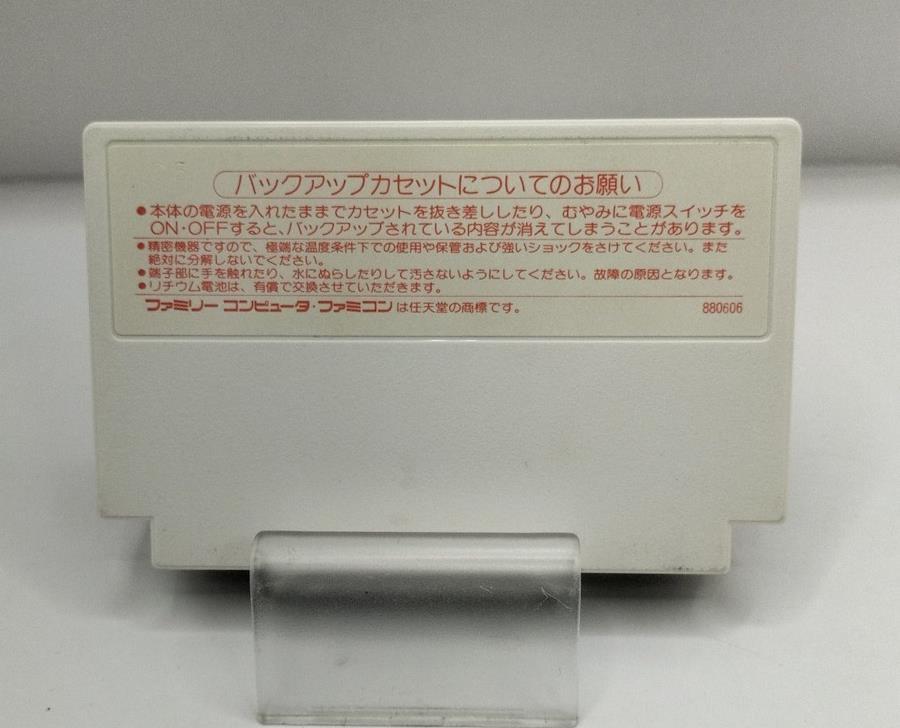 バックアップカセットについてのお願い
●本体の電源を入れたままでカセットを抜き差ししたり、むやみに電源スイッチを
ON・OFFすると、バックアップされている内容が消えてしまうことがあります。
●精密機器ですので、極端な温度条件下での使用や保管および強いショックをさけてください。また
絶対に分解しないでください。
●端子部に手を触れたり、水にぬらしたりして汚さないようにしてください。故障の原因となります。
●リチウム電池は、有償で交換させていただきます。
ファミリーコンピュータ・ファミコンは任天堂の商標です。 880606